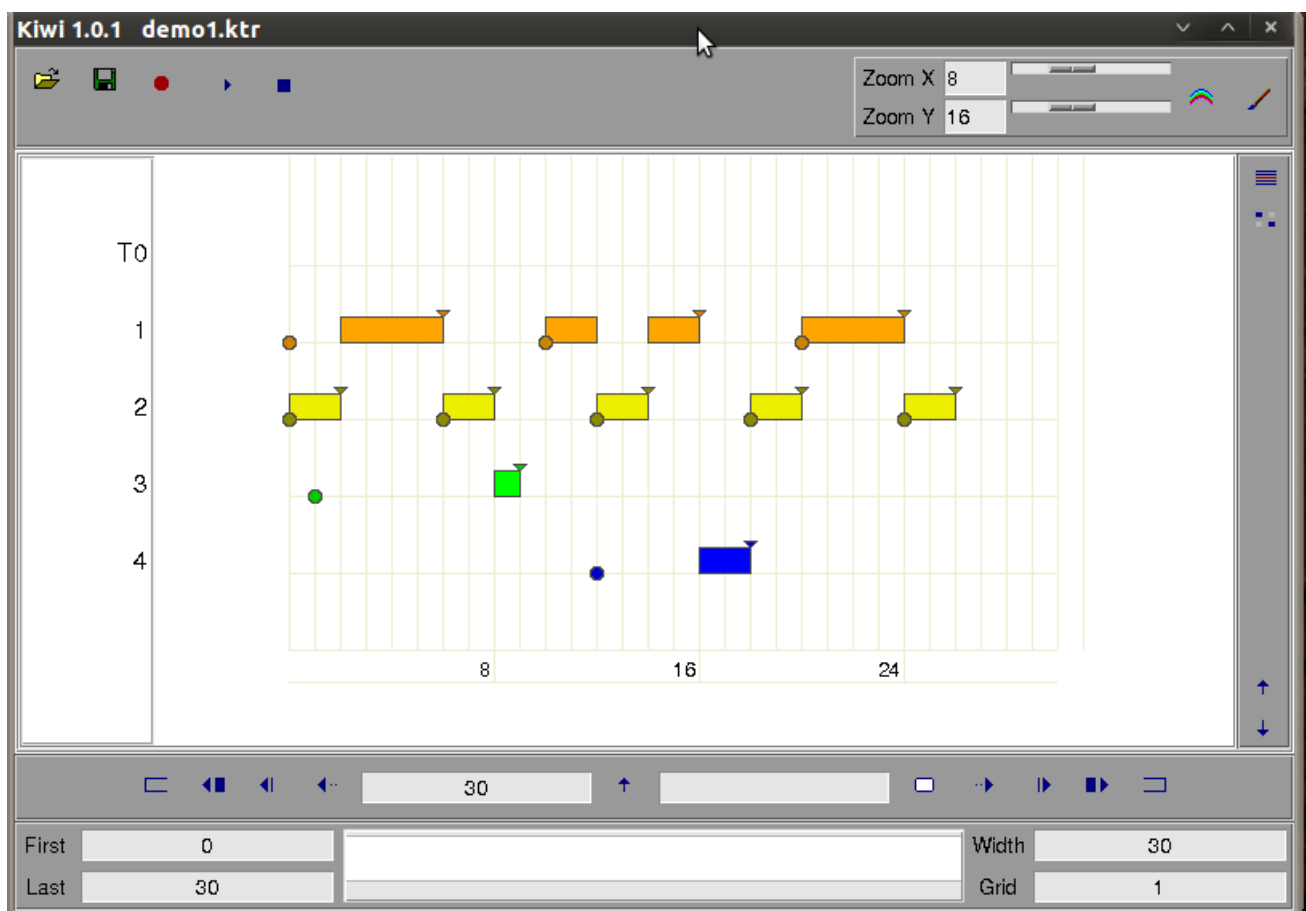 Kiwi 1.0.1 demo1.ktr
Zoom X 8
Zoom Y 16
T0
1
2
3
4
8 16 24
30
First 0 Width 30
Last 30 Grid 1